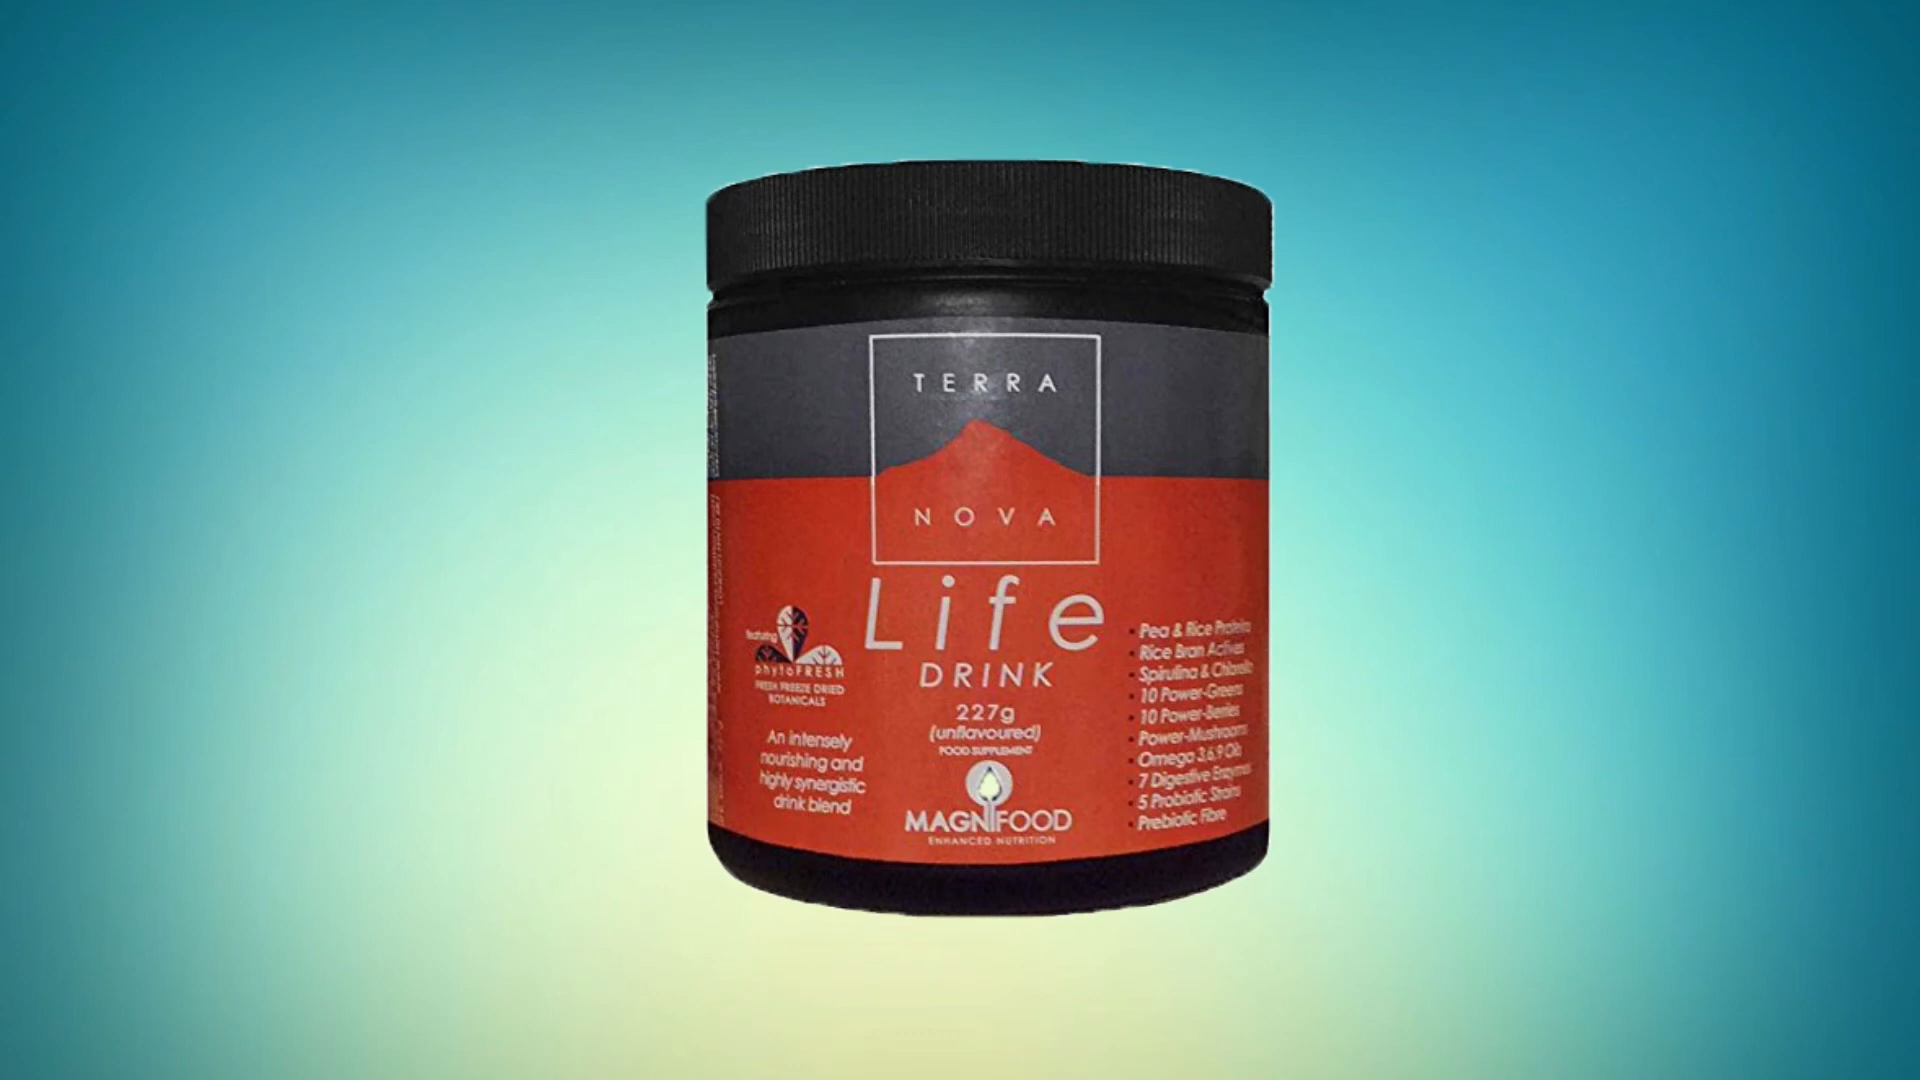 TERRA
NOVA
Life
DRINK
227g
(unflavoured)
FOOD SUPPLEMENT
MAGNIFOOD
ENHANCED NUTRITION
featuring
phytoFRESH
FRESH FREEZE DRIED
BOTANICALS
An intensely
nourishing and
highly synergistic
drink blend
• Pea & Rice Proteins
• Rice Bran Actives
• Spirulina & Chlorella
• 10 Power-Greens
• 10 Power-Berries
• Power-Mushrooms
• Omega 3,6,9 Oils
• 7 Digestive Enzymes
• 5 Probiotic Strains
• Prebiotic Fibre